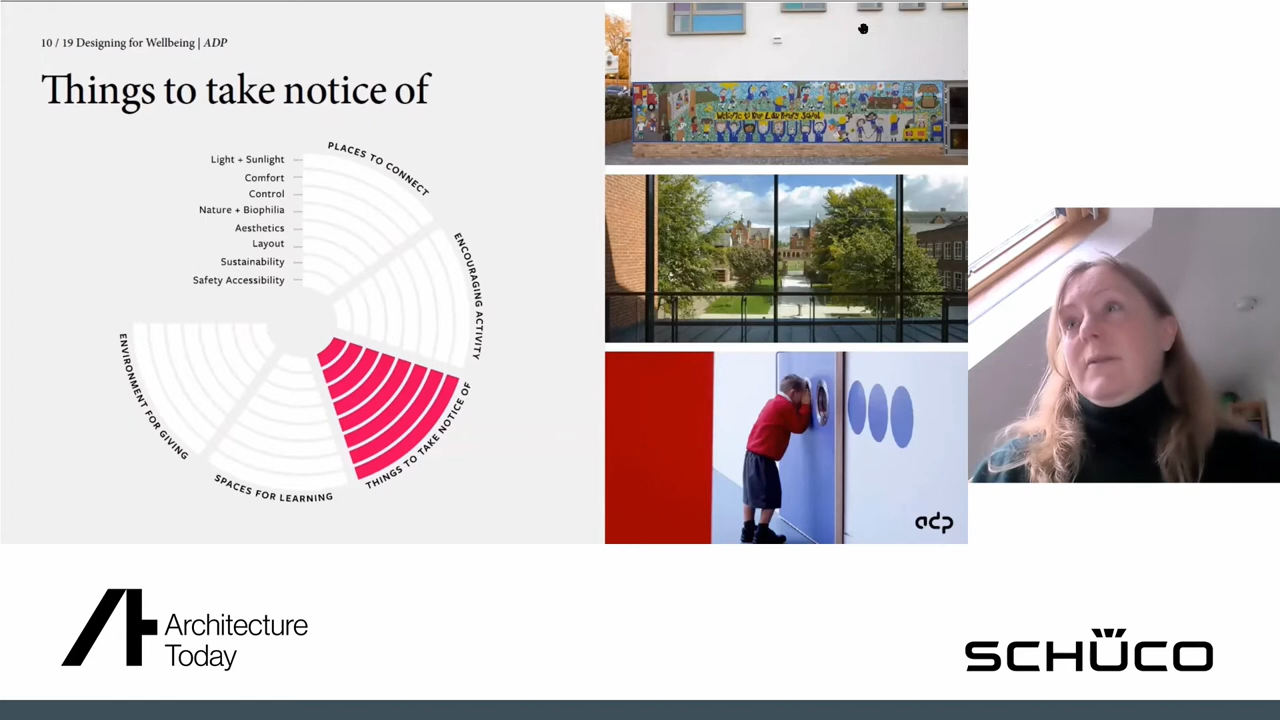 10 / 19 Designing for Wellbeing | ADP
Things to take notice of
Light + Sunlight
Comfort
Control
Nature + Biophilia
Aesthetics
Layout
Sustainability
Safety Accessibility
PLACES TO CONNECT
ENCOURAGING ACTIVITY
THINGS TO TAKE NOTICE OF
SPACES FOR LEARNING
ENVIRONMENT FOR GIVING
adp
Architecture
Today
SCHÜCO